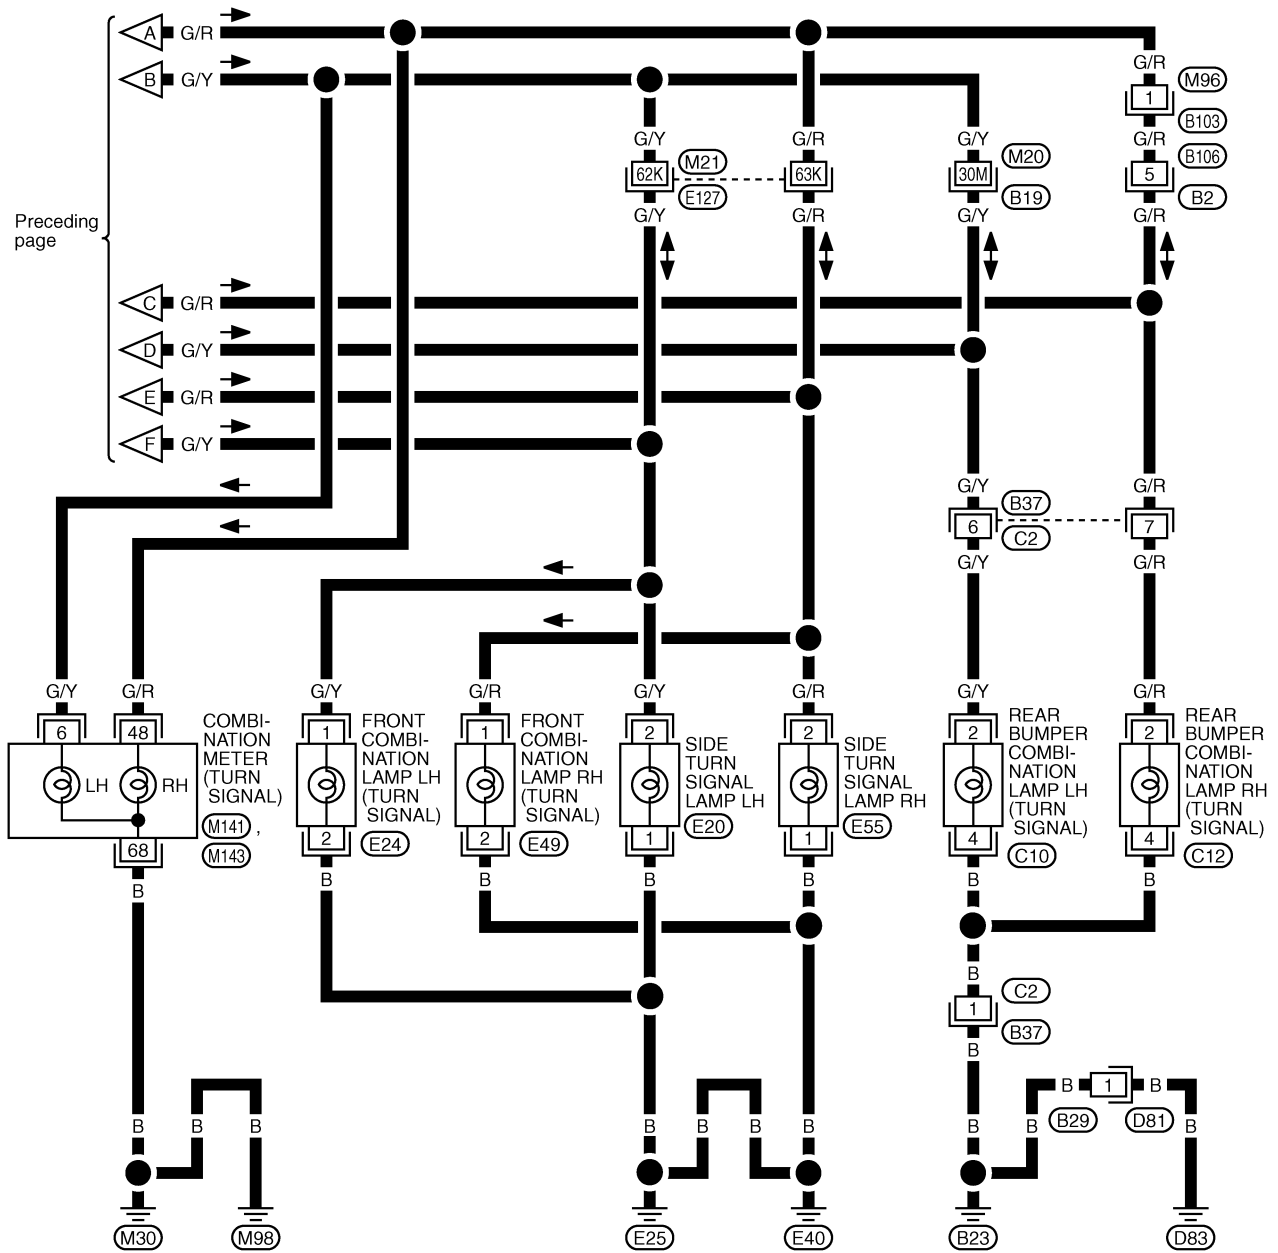 A G/R
B G/Y
G/R
1 M96
B103
G/Y G/R G/Y G/R
62K M21 63K 30M M20 5 B106
E127 B19 B2
G/Y G/R G/Y G/R
Preceding
page
C G/R
D G/Y
E G/R
F G/Y
G/Y B37 G/R
6 7
C2
G/Y G/R
G/Y G/R G/Y G/R G/Y G/R G/Y G/R
6 48
LH RH
68
COMBI-
NATION
METER
(TURN
SIGNAL)
M141 ,
M143
1
2
FRONT
COMBI-
NATION
LAMP LH
(TURN
SIGNAL)
E24
1
2
FRONT
COMBI-
NATION
LAMP RH
(TURN
SIGNAL)
E49
2
1
SIDE
TURN
SIGNAL
LAMP LH
E20
2
1
SIDE
TURN
SIGNAL
LAMP RH
E55
2
4
REAR
BUMPER
COMBI-
NATION
LAMP LH
(TURN
SIGNAL)
C10
2
4
REAR
BUMPER
COMBI-
NATION
LAMP RH
(TURN
SIGNAL)
C12
B B B B B B B
B C2
1
B37
B
B 1 B
B29 D81
B B B B B B B B B B
M30 M98 E25 E40 B23 D83